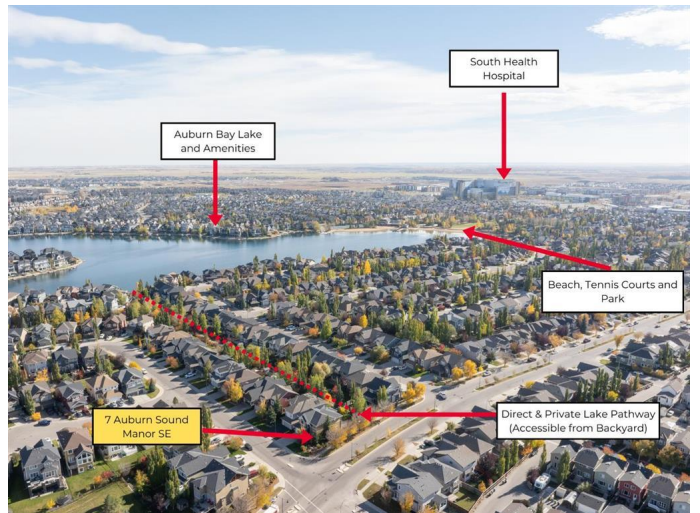 South Health
Hospital
Auburn Bay Lake
and Amenities
Beach, Tennis Courts and
Park
7 Auburn Sound
Manor SE
Direct & Private Lake Pathway
(Accessible from Backyard)